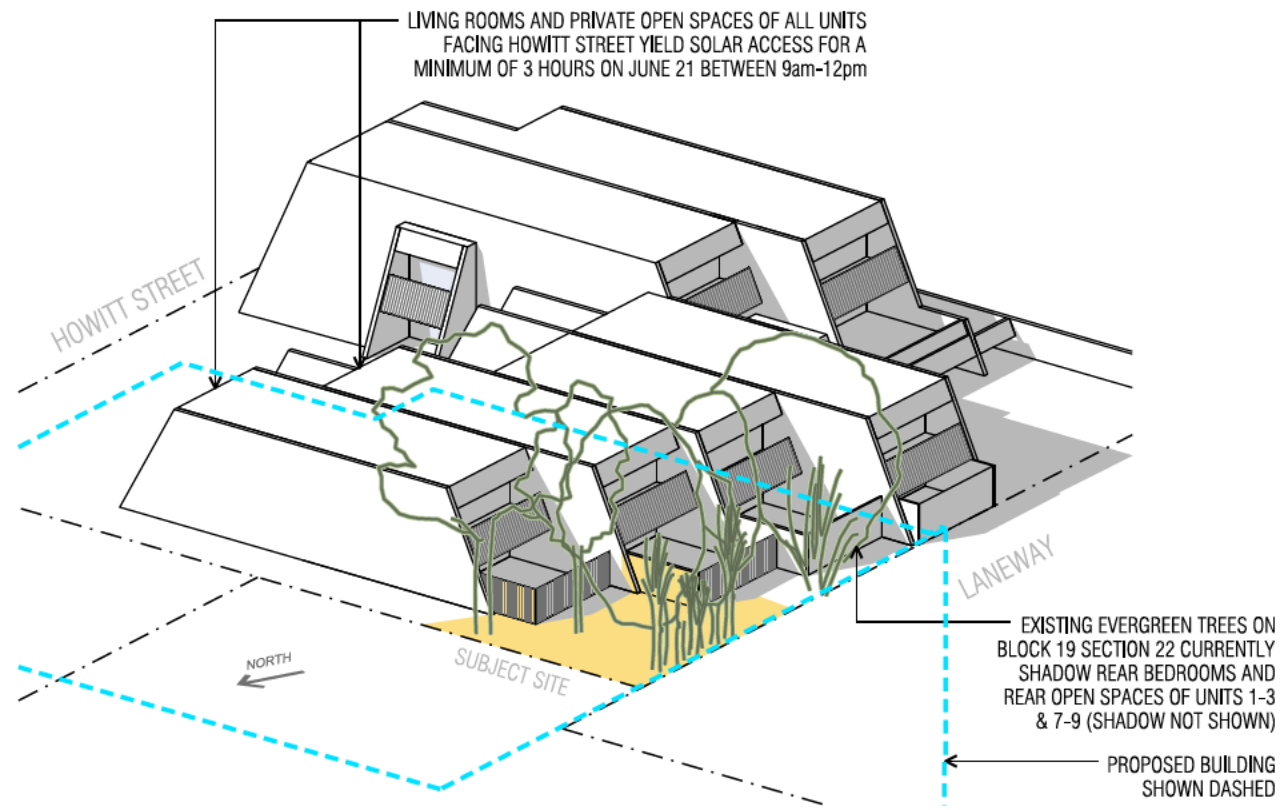 LIVING ROOMS AND PRIVATE OPEN SPACES OF ALL UNITS
FACING HOWITT STREET YIELD SOLAR ACCESS FOR A
MINIMUM OF 3 HOURS ON JUNE 21 BETWEEN 9am-12pm
HOWITT STREET
LANEWAY
NORTH
SUBJECT SITE
EXISTING EVERGREEN TREES ON
BLOCK 19 SECTION 22 CURRENTLY
SHADOW REAR BEDROOMS AND
REAR OPEN SPACES OF UNITS 1-3
& 7-9 (SHADOW NOT SHOWN)
PROPOSED BUILDING
SHOWN DASHED